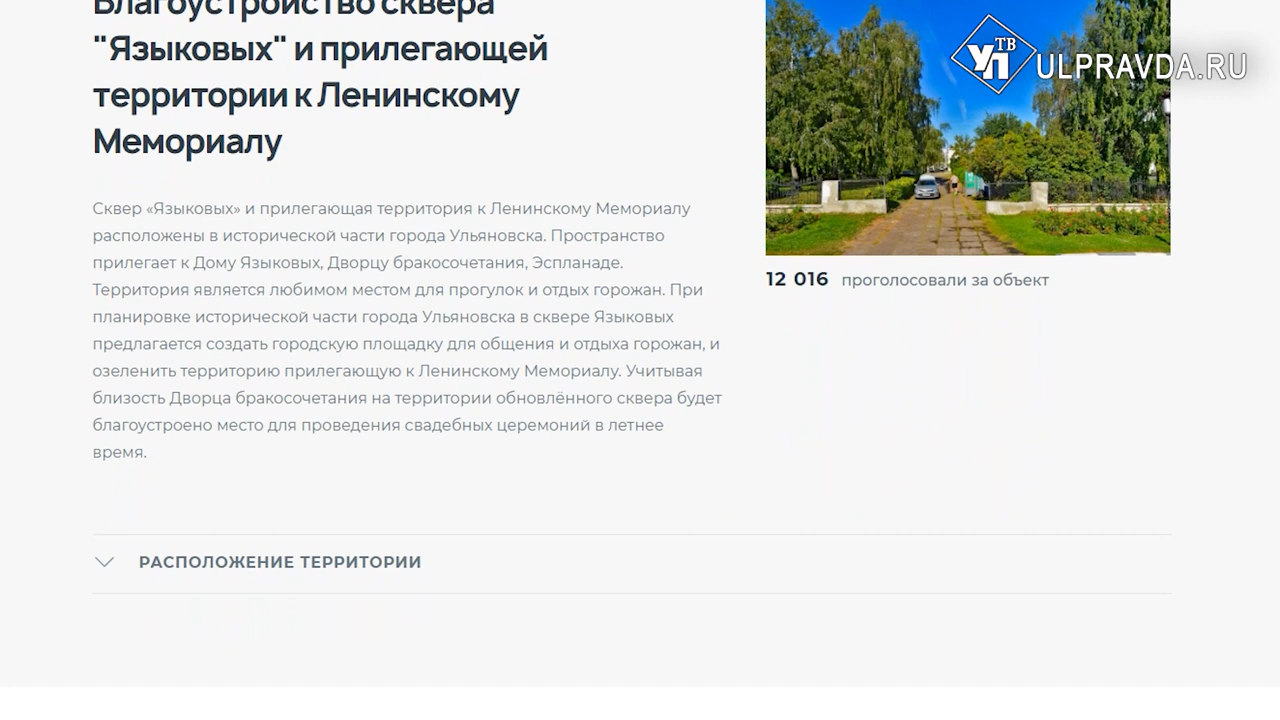 Благоустройство сквера
"Языковых" и прилегающей
территории к Ленинскому
Мемориалу
УП ТВ
ULPRAVDA.RU
12 016 проголосовали за объект
Сквер «Языковых» и прилегающая территория к Ленинскому Мемориалу
расположены в исторической части города Ульяновска. Пространство
прилегает к Дому Языковых, Дворцу бракосочетания, Эспланаде.
Территория является любимом местом для прогулок и отдых горожан. При
планировке исторической части города Ульяновска в сквере Языковых
предлагается создать городскую площадку для общения и отдыха горожан, и
озеленить территорию прилегающую к Ленинскому Мемориалу. Учитывая
близость Дворца бракосочетания на территории обновлённого сквера будет
благоустроено место для проведения свадебных церемоний в летнее
время.
РАСПОЛОЖЕНИЕ ТЕРРИТОРИИ